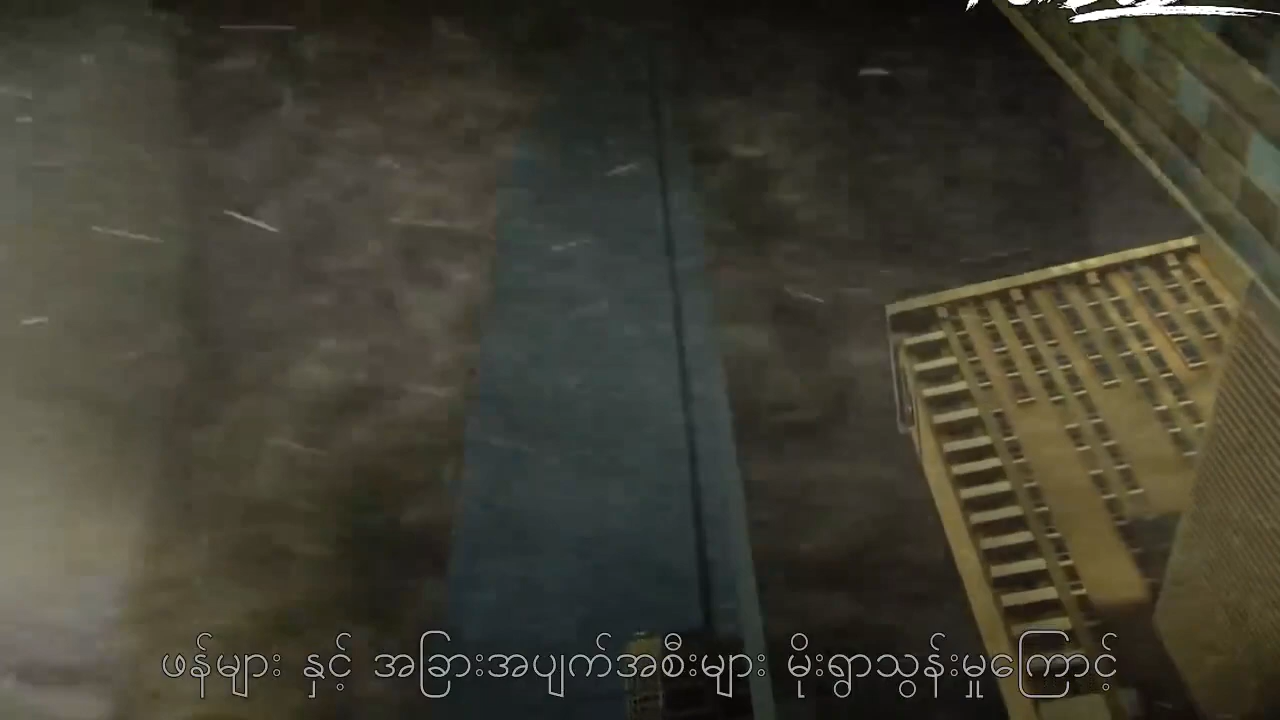 ဖန်များ နှင့် အခြားအပျက်အစီးများ မိုးရွာသွန်းမှုကြောင့်